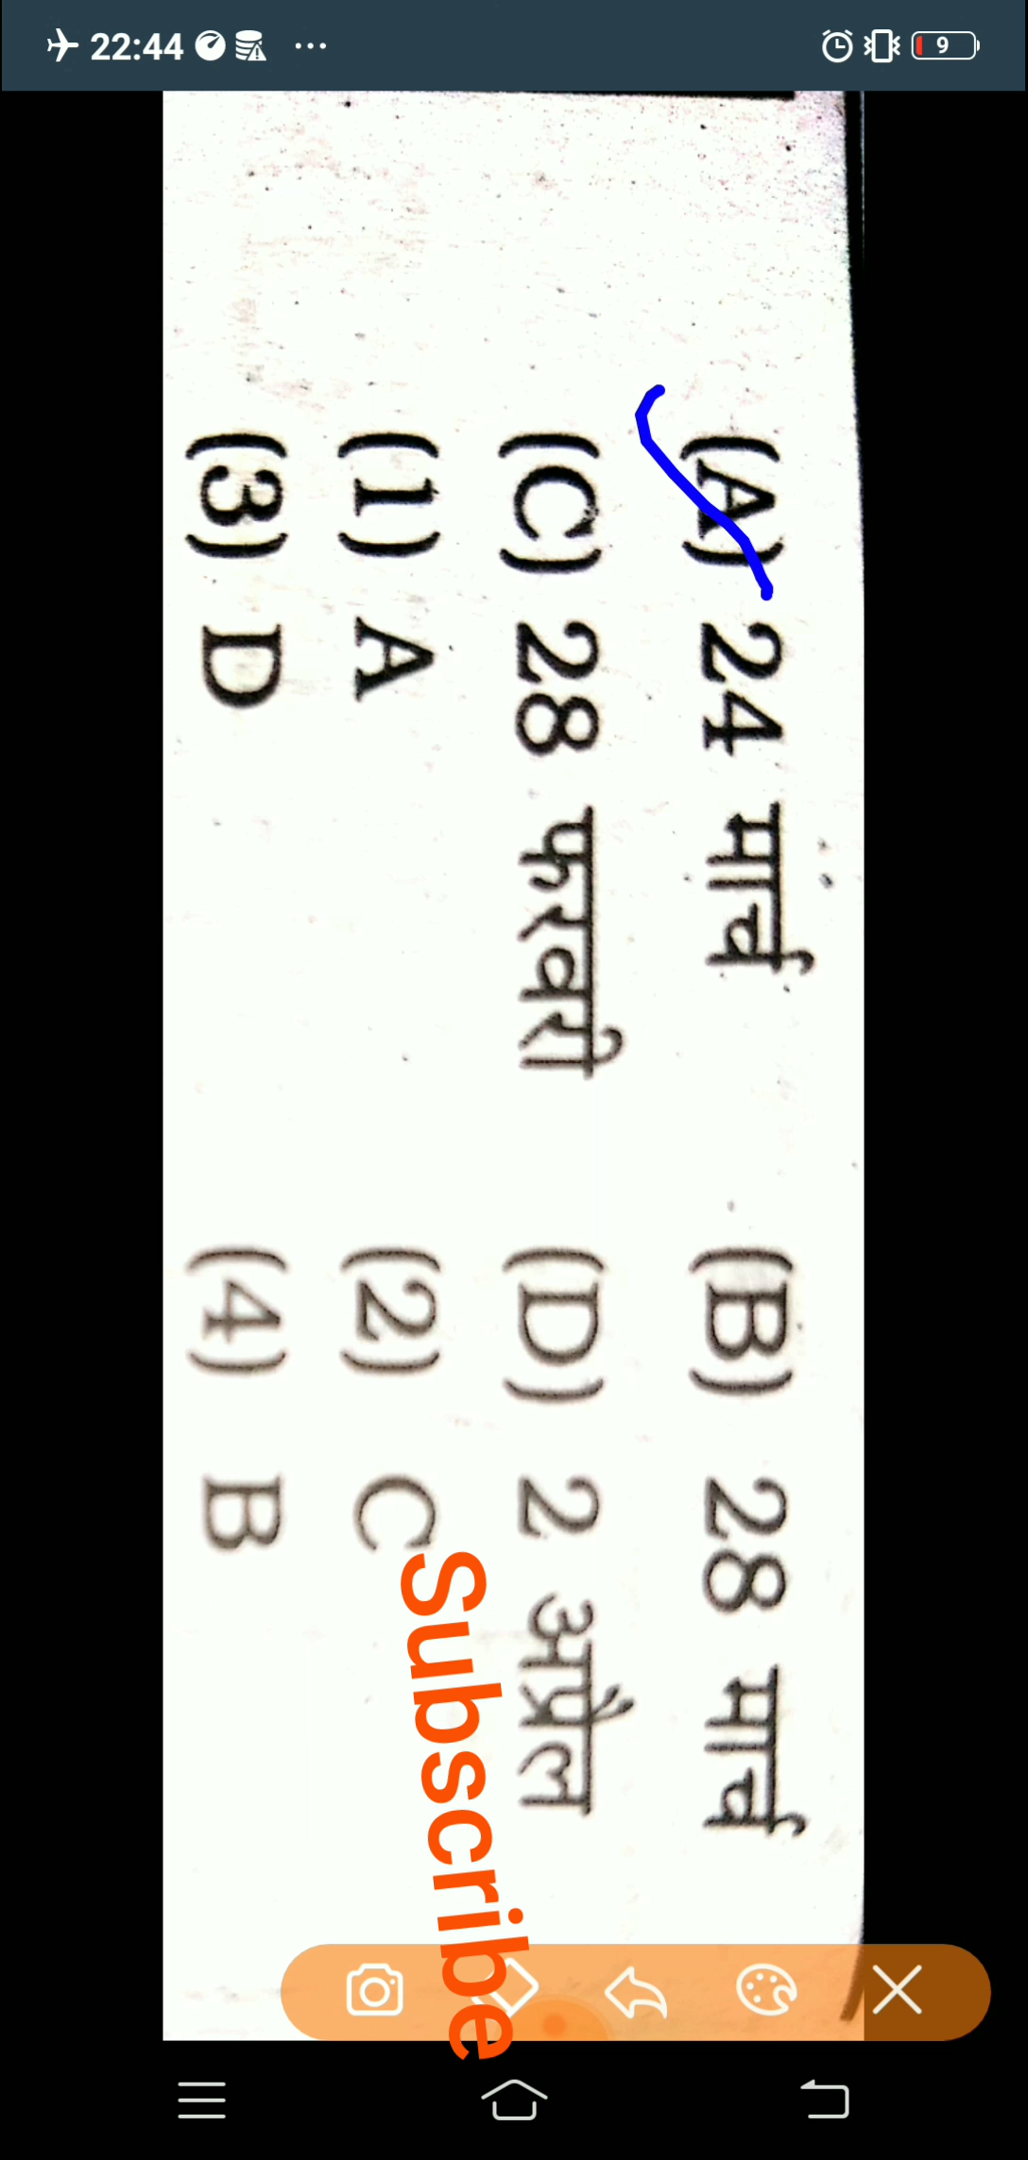 22:44
9
(A) 24 मार्च (B) 28 मार्च
(C) 28 फरवरी (D) 2 अप्रैल
(1) A (2) C
(3) D (4) B
Subscribe